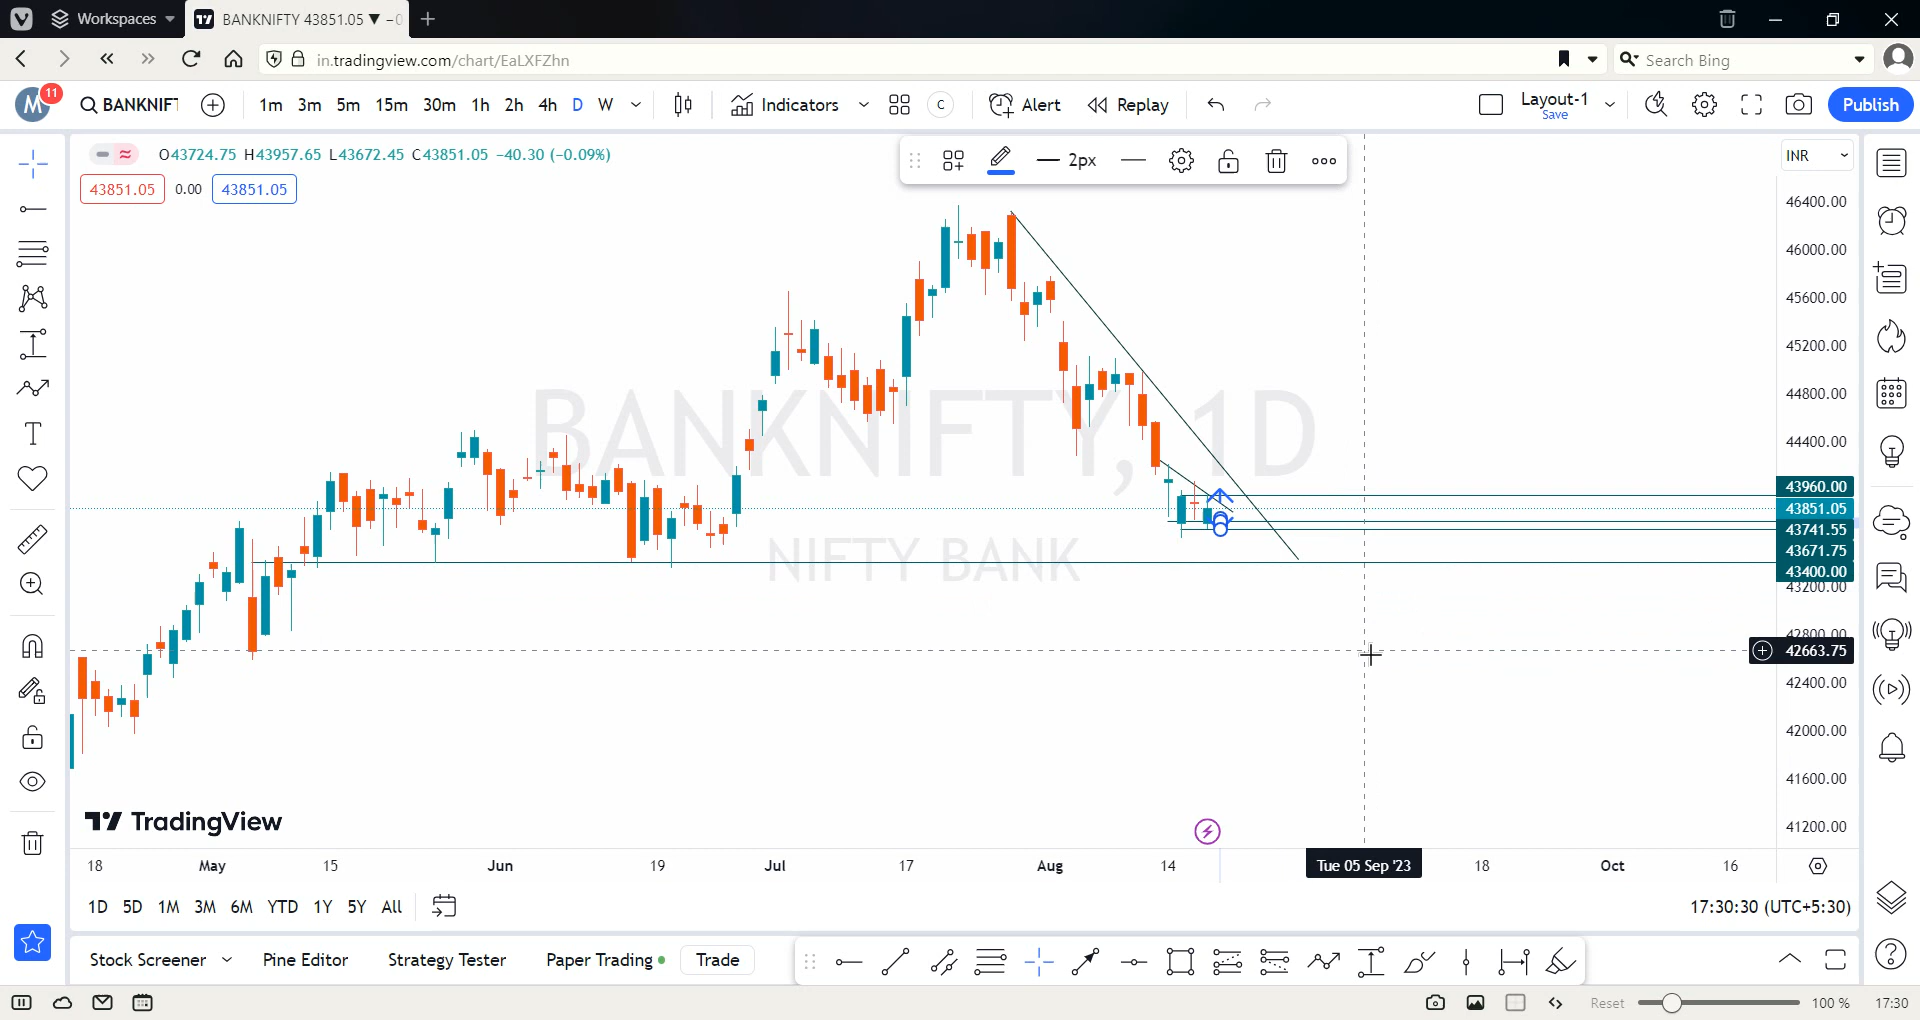 Workspaces
BANKNIFTY 43851.05 ▼ −0
in.tradingview.com/chart/EaLXFZhn
Search Bing
M 11
BANKNIF
1m 3m 5m 15m 30m 1h 2h 4h D W
Indicators
C
Alert
Replay
Layout-1
Save
Publish
O43724.75 H43957.65 L43672.45 C43851.05 −40.30 (−0.09%)
43851.05 0.00 43851.05
2px
INR
46400.00
46000.00
45600.00
45200.00
44800.00
44400.00
43960.00
43851.05
43741.55
43671.75
43400.00
43200.00
42800.00
42663.75
42400.00
42000.00
41600.00
41200.00
BANKNIFTY, 1D
NIFTY BANK
T
TradingView
18 May 15 Jun 19 Jul 17 Aug 14 Tue 05 Sep '23 18 Oct 16
1D 5D 1M 3M 6M YTD 1Y 5Y All
17:30:30 (UTC+5:30)
Stock Screener Pine Editor Strategy Tester Paper Trading Trade
Reset 100 % 17:30